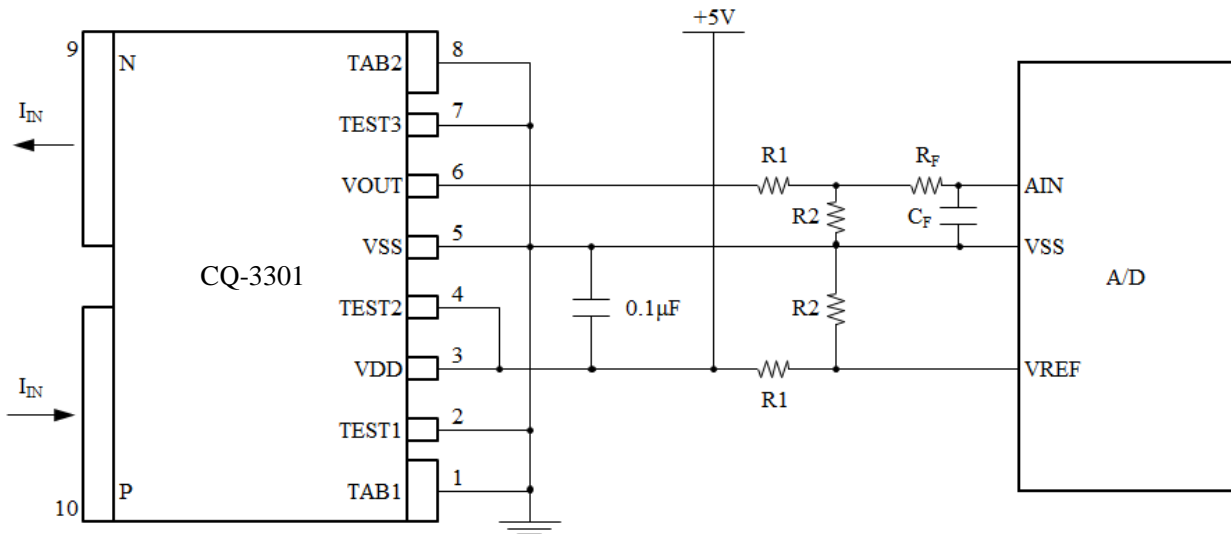 +5V
9
N
TAB2
8
I_IN
TEST3
7
VOUT
6
R1
R_F
AIN
R2
C_F
VSS
5
VSS
CQ-3301
A/D
TEST2
4
0.1μF
R2
VDD
3
VREF
I_IN
R1
TEST1
2
TAB1
1
10
P